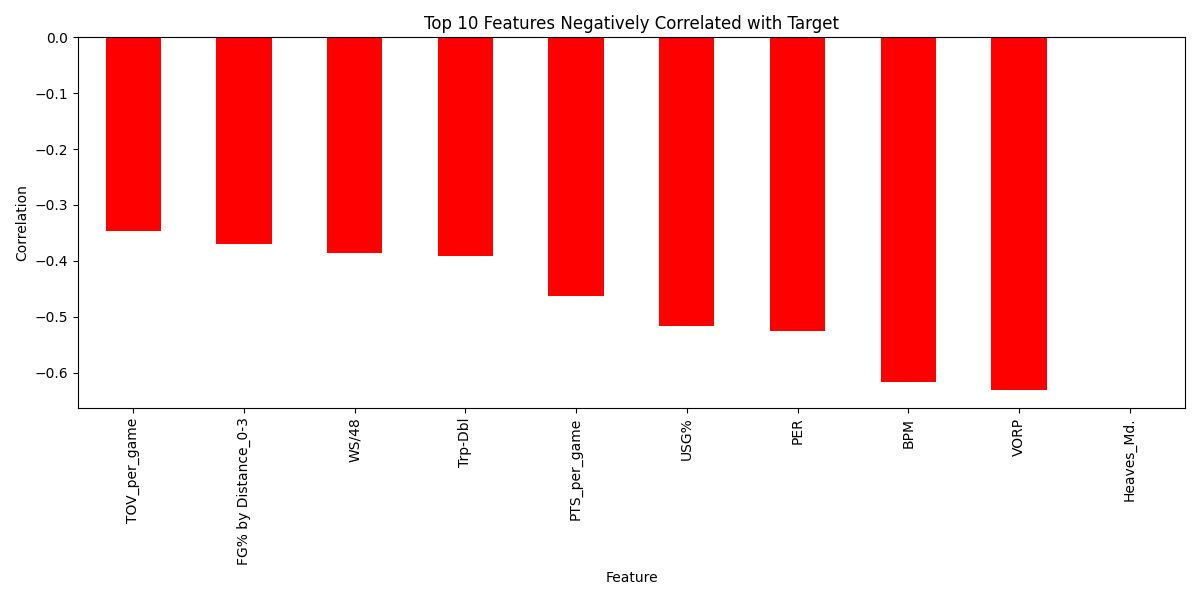 Top 10 Features Negatively Correlated with Target
Correlation
0.0
−0.1
−0.2
−0.3
−0.4
−0.5
−0.6
TOV_per_game
FG% by Distance_0-3
WS/48
Trp-Dbl
PTS_per_game
USG%
PER
BPM
VORP
Heaves_Md.
Feature